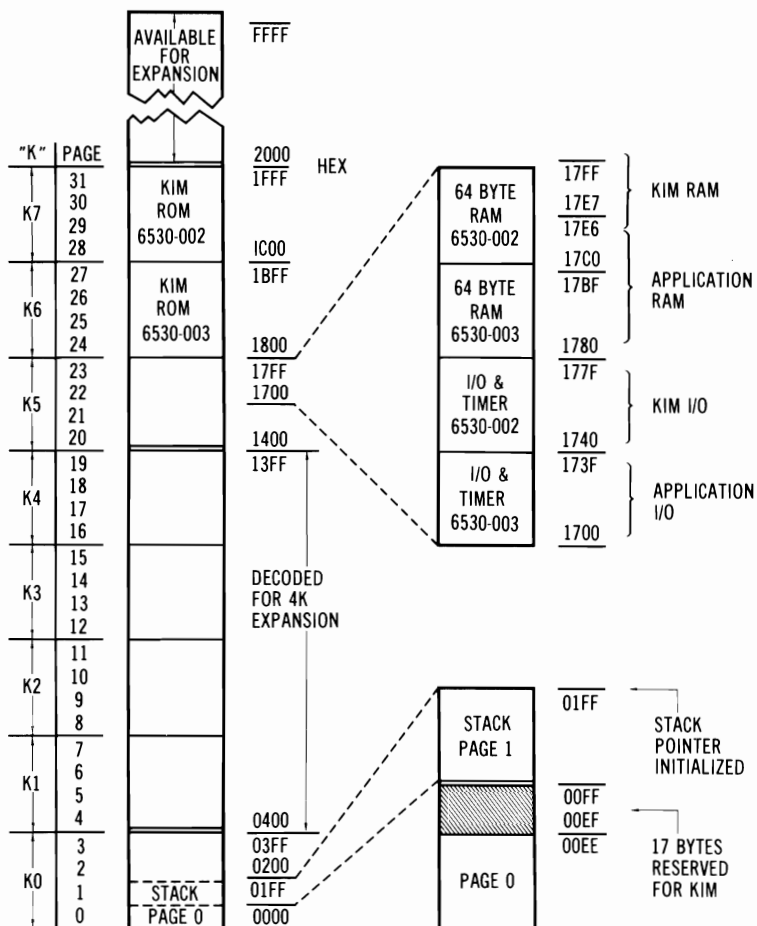 AVAILABLE
FOR
EXPANSION
FFFF
"K"
PAGE
2000
HEX
1FFF
K7
31
30
29
28
KIM
ROM
6530-002
IC00
1BFF
K6
27
26
25
24
KIM
ROM
6530-003
1800
17FF
K5
23
22
21
20
1700
1400
13FF
K4
19
18
17
16
K3
15
14
13
12
K2
11
10
9
8
K1
7
6
5
4
DECODED
FOR 4K
EXPANSION
0400
03FF
K0
3
2
1
0
0200
01FF
STACK
PAGE 0
0000
64 BYTE
RAM
6530-002
17FF
17E7
17E6
17C0
KIM RAM
64 BYTE
RAM
6530-003
17BF
1780
APPLICATION
RAM
I/O &
TIMER
6530-002
177F
1740
KIM I/O
I/O &
TIMER
6530-003
173F
1700
APPLICATION
I/O
STACK
PAGE 1
01FF
STACK
POINTER
INITIALIZED
00FF
00EF
00EE
17 BYTES
RESERVED
FOR KIM
PAGE 0